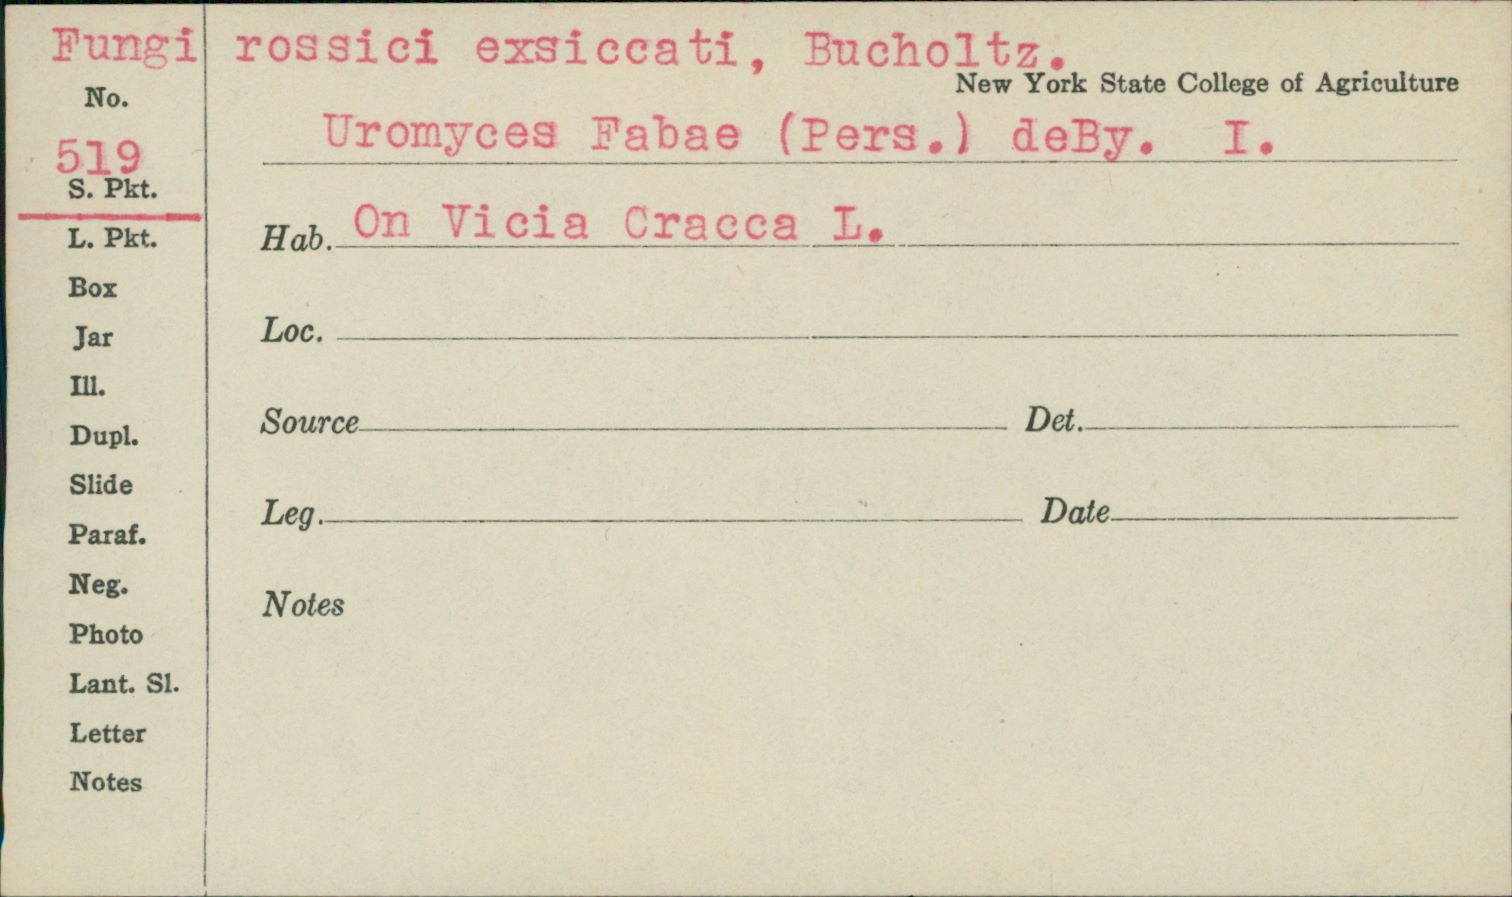 Fungi rossici exsiccati, Bucholtz.
New York State College of Agriculture
No.
519
Uromyces Fabae (Pers.) deBy. I.
S. Pkt.
Hab. On Vicia Cracca L.
L. Pkt.
Box
Loc.
Jar
Ill.
Source Det.
Dupl.
Slide
Leg. Date
Paraf.
Neg.
Notes
Photo
Lant. Sl.
Letter
Notes